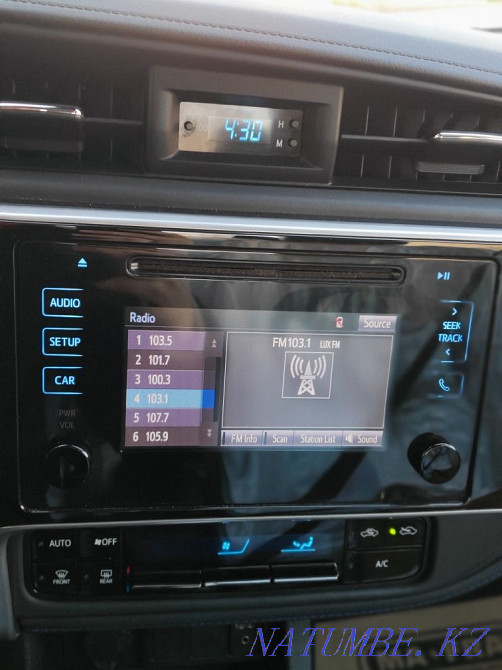 4:30
H
M
AUDIO
SETUP
CAR
PWR
VOL
SEEK
TRACK
Radio
Source
1 103.5
2 101.7
3 100.3
4 103.1
5 107.7
6 105.9
FM103.1 LUX FM
FM Info
Scan
Station List
Sound
AUTO
OFF
FRONT
REAR
A/C
NATUMBE.KZ